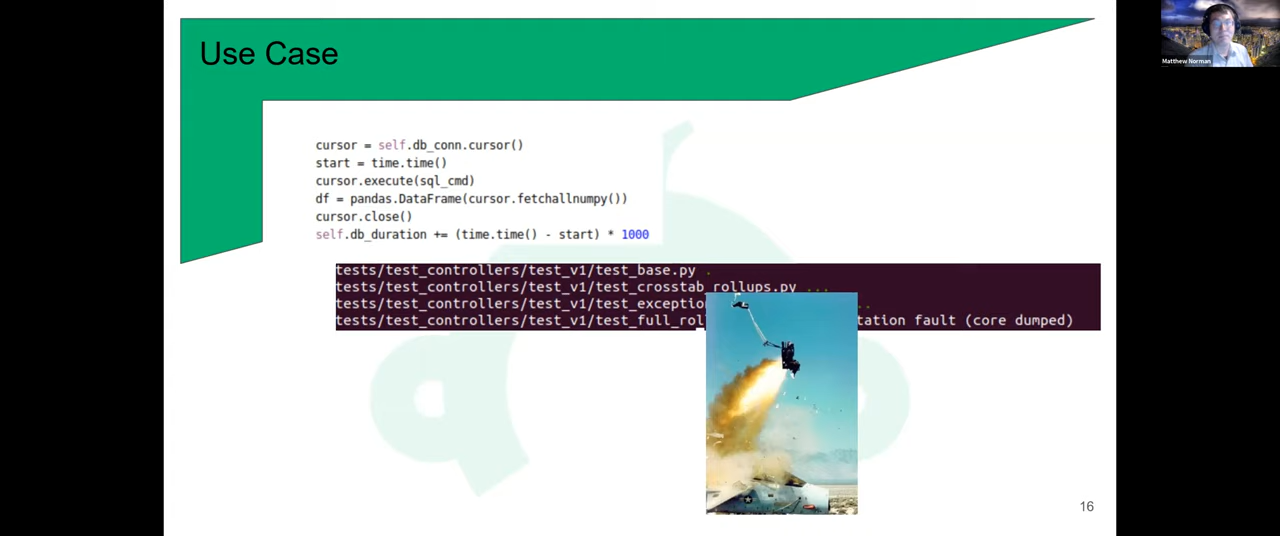 Use Case
Matthew Norman
cursor = self.db_conn.cursor()
start = time.time()
cursor.execute(sql_cmd)
df = pandas.DataFrame(cursor.fetchallnumpy())
cursor.close()
self.db_duration += (time.time() - start) * 1000
tests/test_controllers/test_v1/test_base.py .
tests/test_controllers/test_v1/test_crosstab_rollups.py ...
tests/test_controllers/test_v1/test_exceptio ..
tests/test_controllers/test_v1/test_full_rol tation fault (core dumped)
16